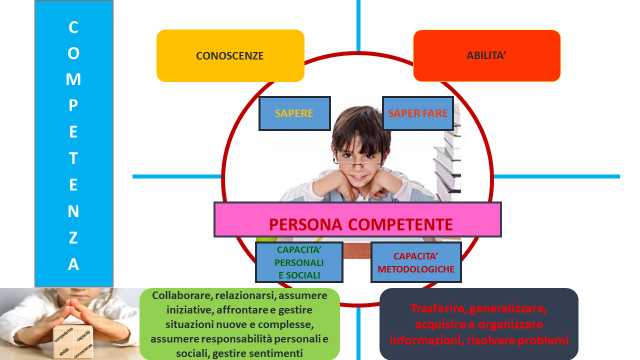 C
O
M
P
E
T
E
N
Z
A
CONOSCENZE
ABILITA’
SAPERE
SAPER FARE
PERSONA COMPETENTE
CAPACITA’
PERSONALI
E SOCIALI
CAPACITA’
METODOLOGICHE
Collaborare, relazionarsi, assumere
iniziative, affrontare e gestire
situazioni nuove e complesse,
assumere responsabilità personali e
sociali, gestire sentimenti
Trasferire, generalizzare,
acquisire e organizzare
informazioni, risolvere problemi